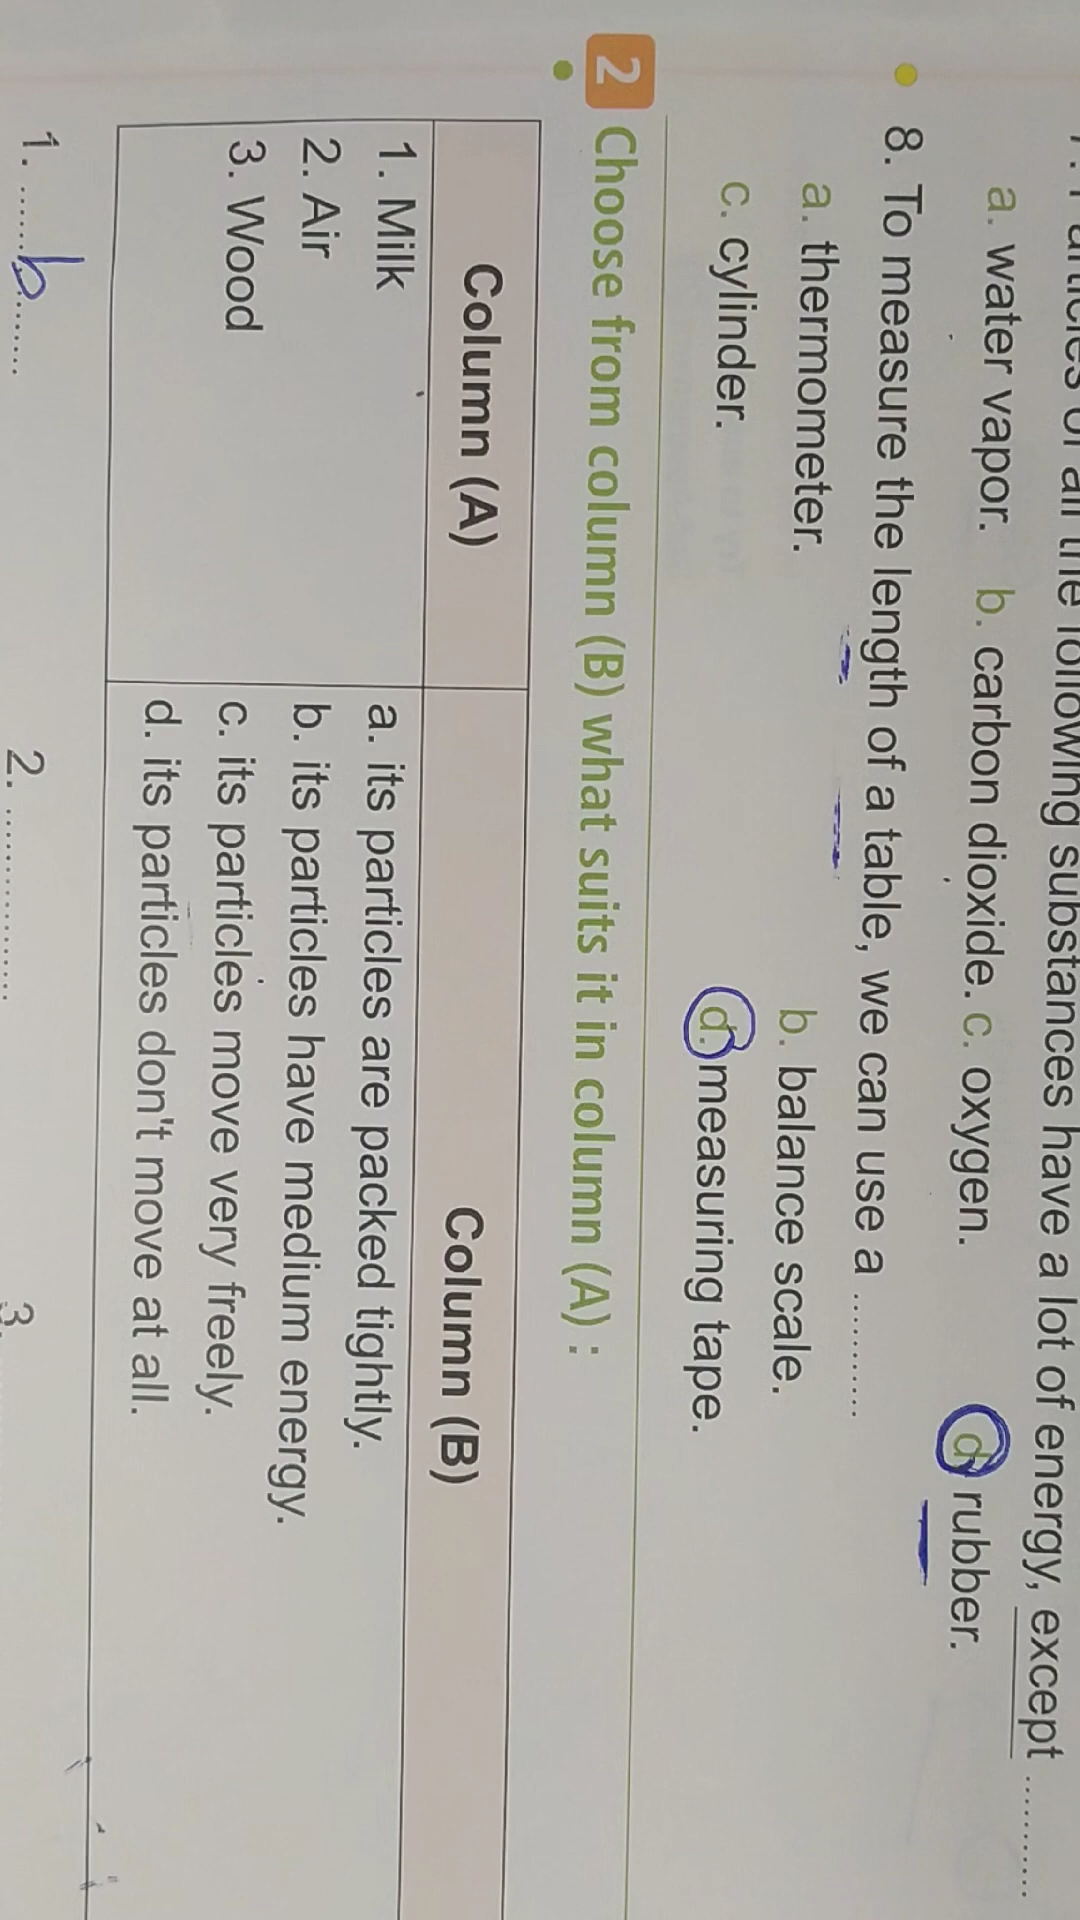 7. Particles of all the following substances have a lot of energy, except ............
a. water vapor. b. carbon dioxide. c. oxygen. d. rubber.
8. To measure the length of a table, we can use a ............
a. thermometer. b. balance scale.
c. cylinder. d. measuring tape.
2 Choose from column (B) what suits it in column (A) :
Column (A) Column (B)
1. Milk a. its particles are packed tightly.
2. Air b. its particles have medium energy.
3. Wood c. its particles move very freely.
d. its particles don't move at all.
1. ......b........ 2. ................ 3.